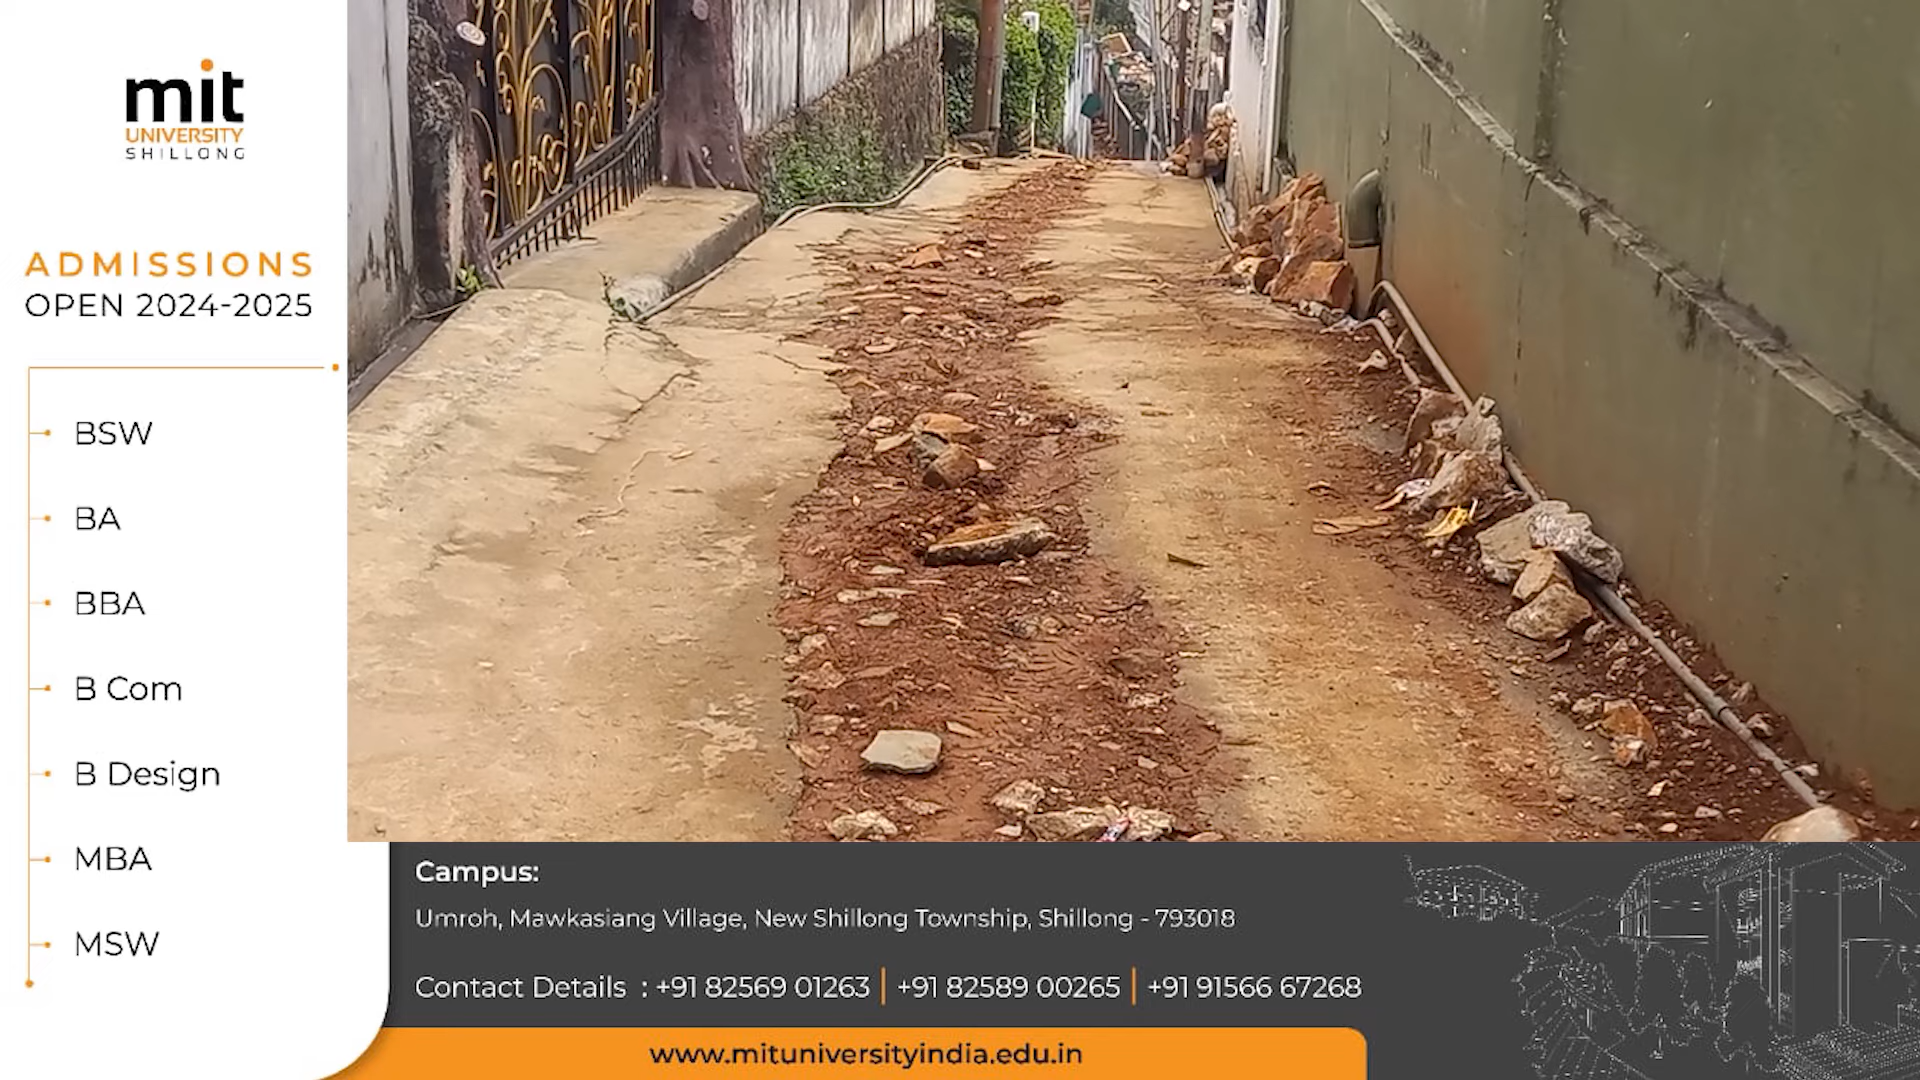 mit
UNIVERSITY
SHILLONG
ADMISSIONS
OPEN 2024-2025
BSW
BA
BBA
B Com
B Design
MBA
MSW
Campus:
Umroh, Mawkasiang Village, New Shillong Township, Shillong - 793018
Contact Details : +91 82569 01263 | +91 82589 00265 | +91 91566 67268
www.mituniversityindia.edu.in